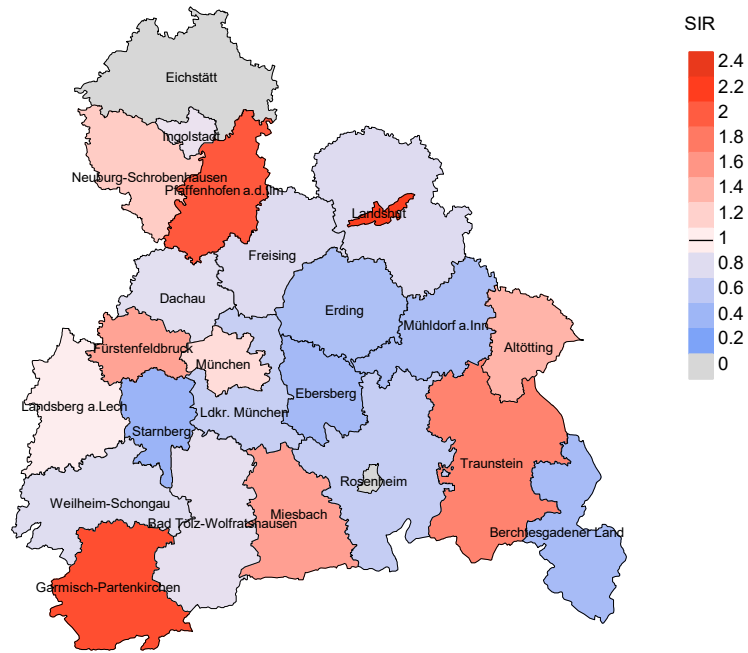 SIR
2.4
2.2
2
1.8
1.6
1.4
1.2
1
0.8
0.6
0.4
0.2
0
Eichstätt
Ingolstadt
Neuburg-Schrobenhausen
Pfaffenhofen a.d.Ilm
Landshut
Freising
Dachau
Erding
Mühldorf a.Inn
Fürstenfeldbruck
München
Altötting
Landsberg a.Lech
Starnberg
Ldkr. München
Ebersberg
Traunstein
Rosenheim
Weilheim-Schongau
Bad Tölz-Wolfratshausen
Miesbach
Berchtesgadener Land
Garmisch-Partenkirchen